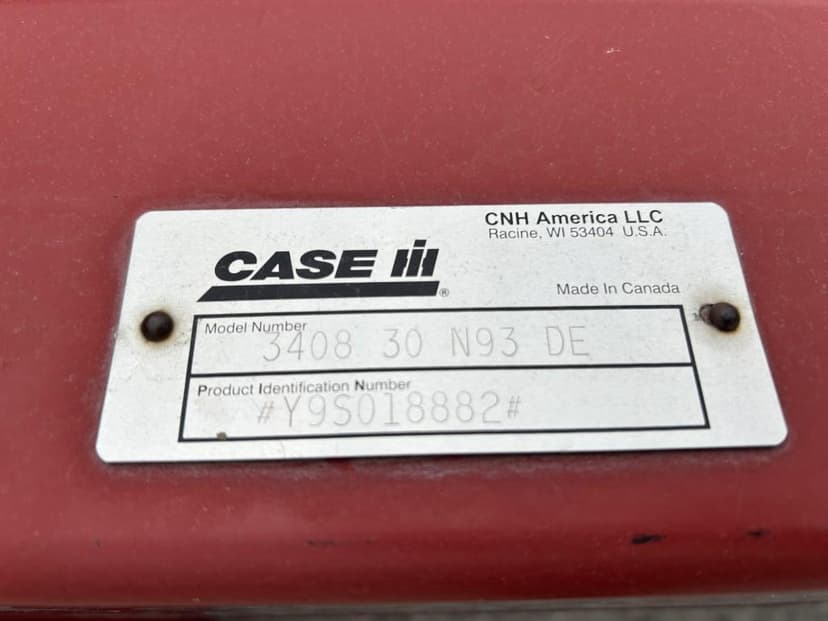 CNH America LLC
Racine, WI 53404 U.S.A.
CASE IH®
Made In Canada
Model Number
3408 30 N93 DE
Product Identification Number
#Y9S018882#